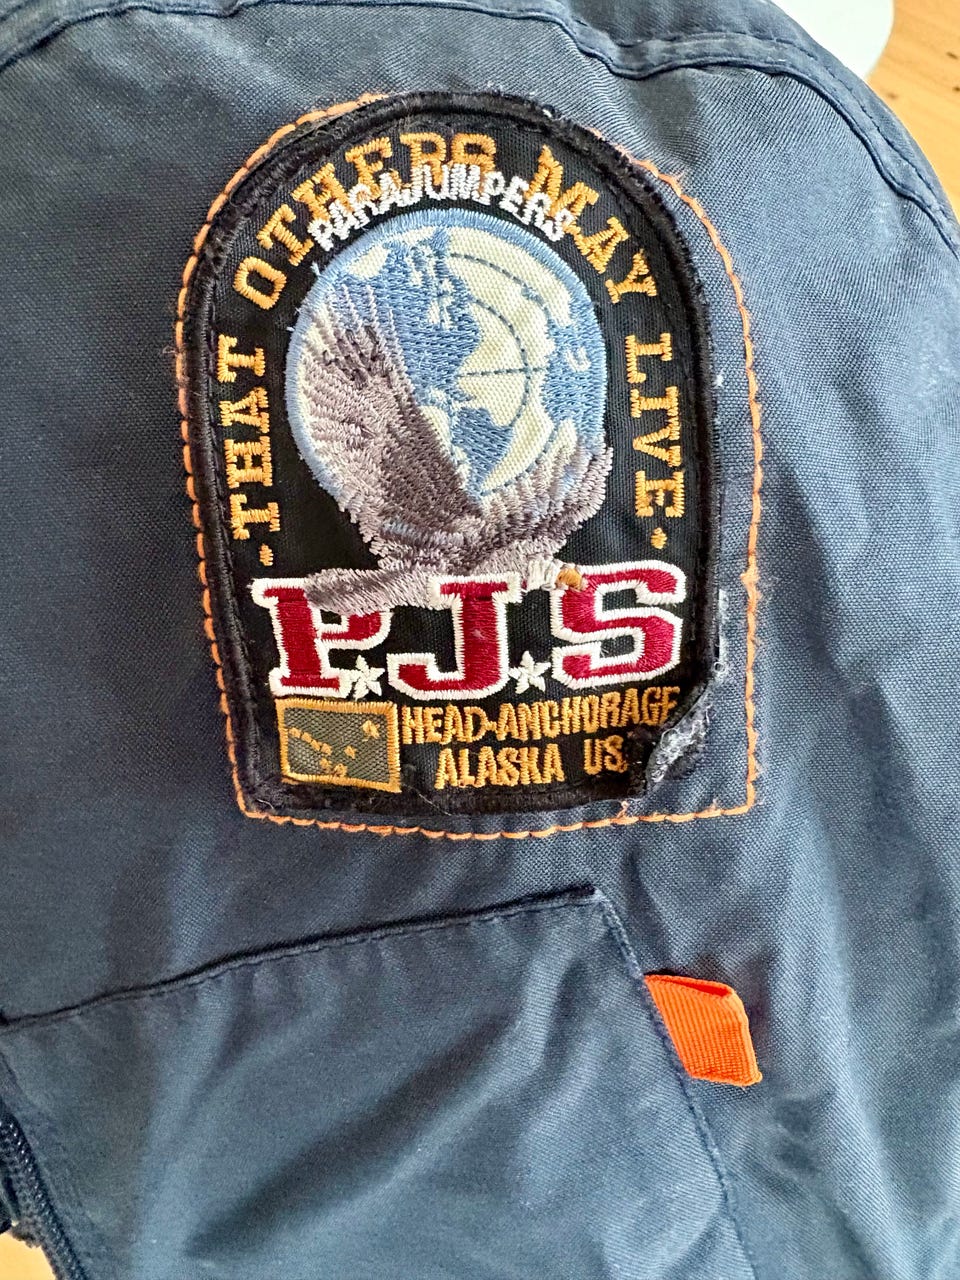 ·THAT OTHERS MAY LIVE·
PARAJUMPERS
P.J.S
HEAD-ANCHORAGE
ALASKA US.